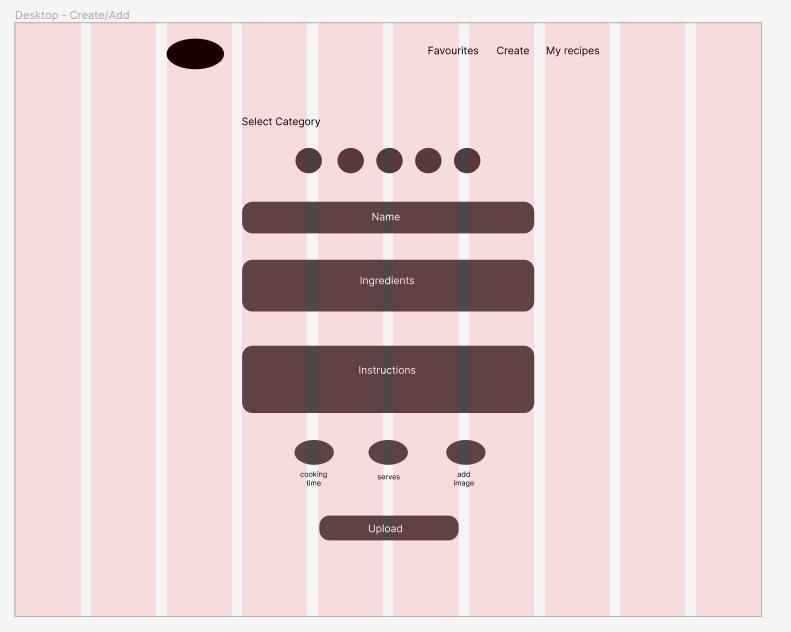 Desktop - Create/Add
Favourites Create My recipes
Select Category
Name
Ingredients
Instructions
cooking
time
serves
add
image
Upload